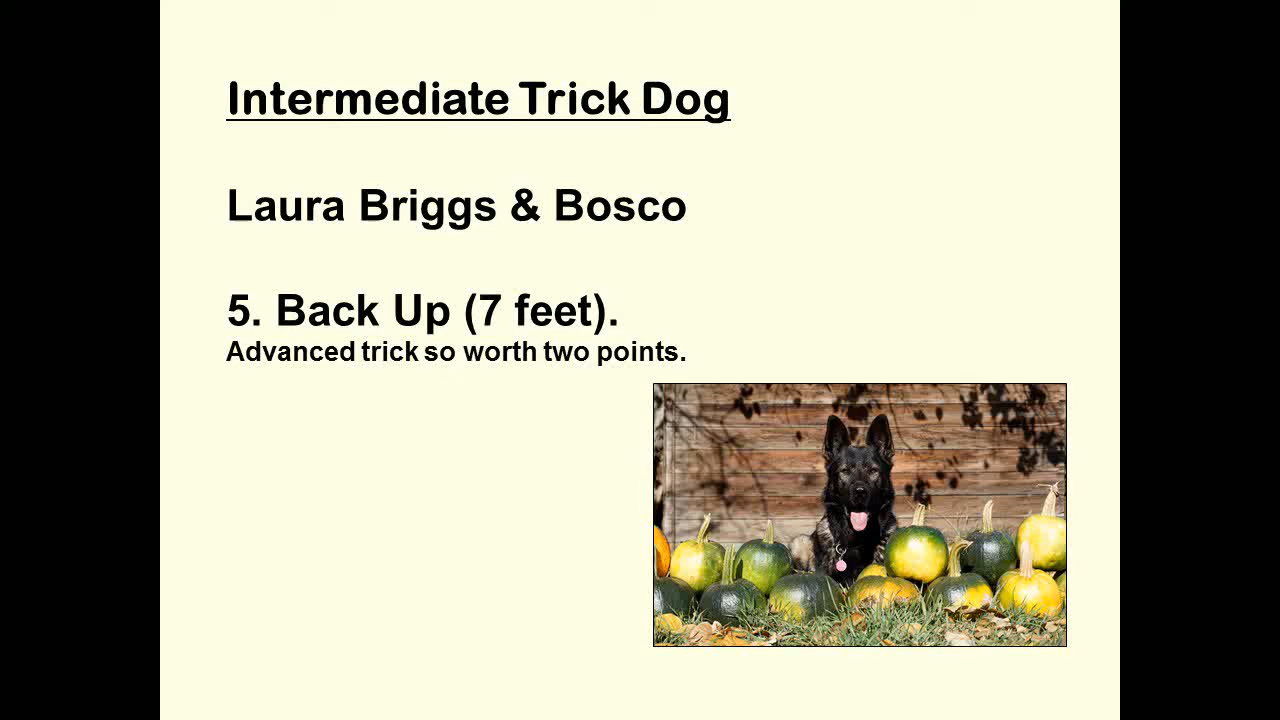 Intermediate Trick Dog
Laura Briggs & Bosco
5. Back Up (7 feet).
Advanced trick so worth two points.